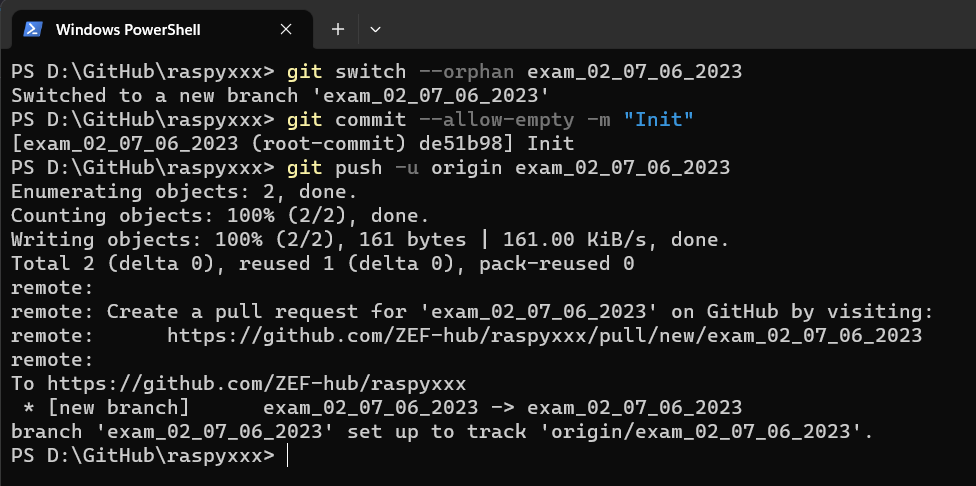 Windows PowerShell
PS D:\GitHub\raspyxxx> git switch --orphan exam_02_07_06_2023
Switched to a new branch 'exam_02_07_06_2023'
PS D:\GitHub\raspyxxx> git commit --allow-empty -m "Init"
[exam_02_07_06_2023 (root-commit) de51b98] Init
PS D:\GitHub\raspyxxx> git push -u origin exam_02_07_06_2023
Enumerating objects: 2, done.
Counting objects: 100% (2/2), done.
Writing objects: 100% (2/2), 161 bytes | 161.00 KiB/s, done.
Total 2 (delta 0), reused 1 (delta 0), pack-reused 0
remote:
remote: Create a pull request for 'exam_02_07_06_2023' on GitHub by visiting:
remote:      https://github.com/ZEF-hub/raspyxxx/pull/new/exam_02_07_06_2023
remote:
To https://github.com/ZEF-hub/raspyxxx
 * [new branch]      exam_02_07_06_2023 -> exam_02_07_06_2023
branch 'exam_02_07_06_2023' set up to track 'origin/exam_02_07_06_2023'.
PS D:\GitHub\raspyxxx>